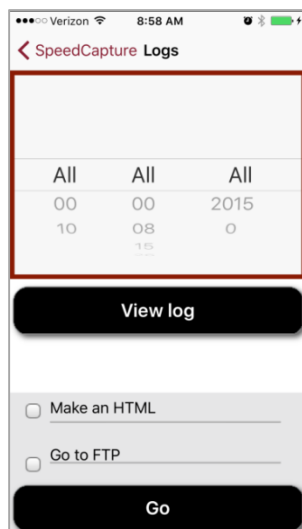 Verizon 8:58 AM
SpeedCapture Logs
All All All
00 00 2015
10 08 0
15
View log
Make an HTML
Go to FTP
Go